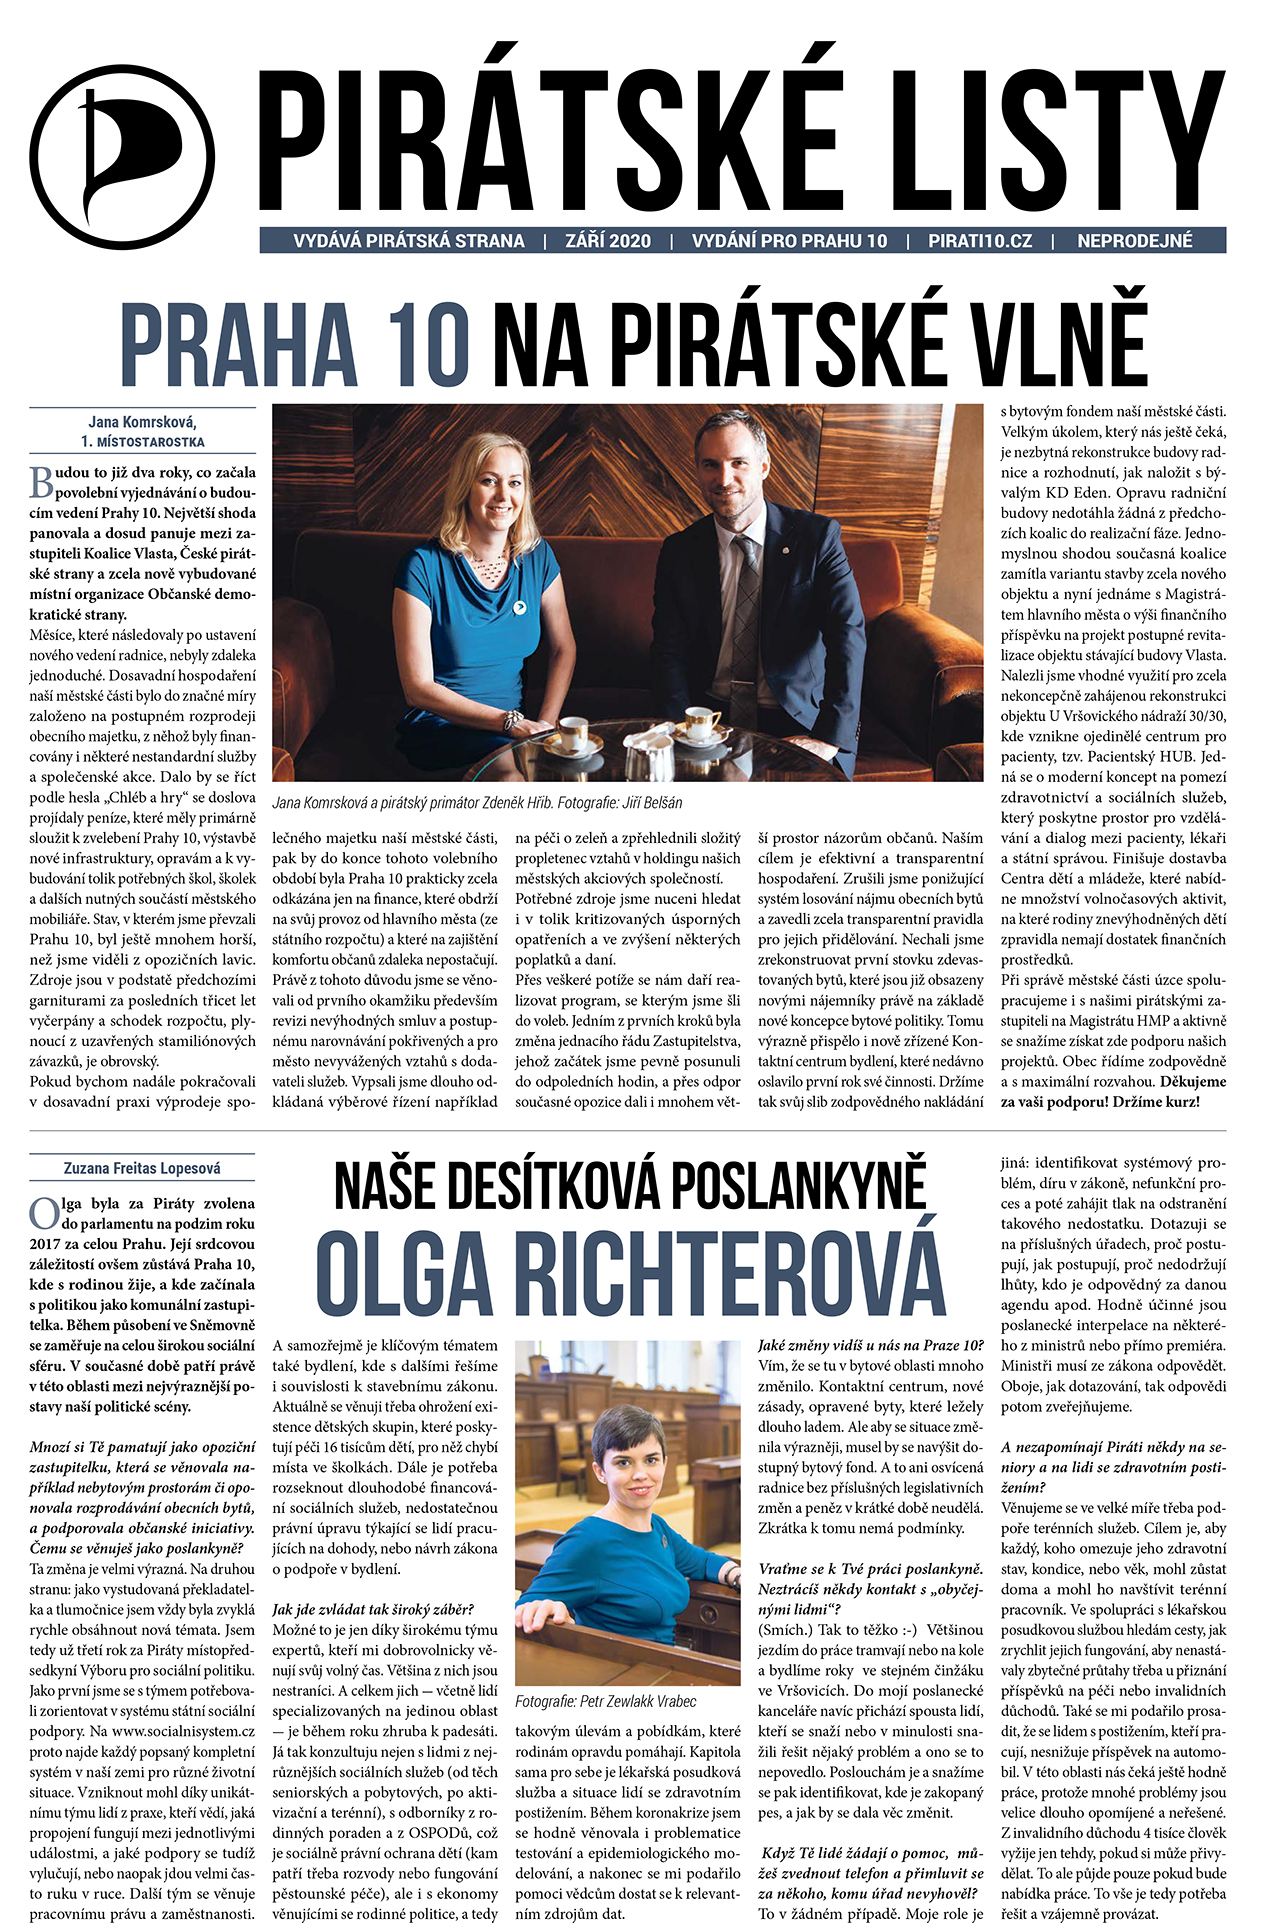 PIRÁTSKÉ LISTY
VYDÁVÁ PIRÁTSKÁ STRANA | ZÁŘÍ 2020 | VYDÁNÍ PRO PRAHU 10 | PIRATI10.CZ | NEPRODEJNÉ
PRAHA 10 NA PIRÁTSKÉ VLNĚ
Jana Komrsková,
1. MÍSTOSTAROSTKA
Budou to již dva roky, co začala
povolební vyjednávání o budou-
cím vedení Prahy 10. Největší shoda
panovala a dosud panuje mezi za-
stupiteli Koalice Vlasta, České pirát-
ské strany a zcela nově vybudované
místní organizace Občanské demo-
kratické strany.
Měsíce, které následovaly po ustavení
nového vedení radnice, nebyly zdaleka
jednoduché. Dosavadní hospodaření
naší městské části bylo do značné míry
založeno na postupném rozprodeji
obecního majetku, z něhož byly finan-
covány i některé nestandardní služby
a společenské akce. Dalo by se říct
podle hesla „Chléb a hry“ se doslova
projídaly peníze, které měly primárně
sloužit k zvelebení Prahy 10, výstavbě
nové infrastruktury, opravám a k vy-
budování tolik potřebných škol, školek
a dalších nutných součástí městského
mobiliáře. Stav, v kterém jsme převzali
Prahu 10, byl ještě mnohem horší,
než jsme viděli z opozičních lavic.
Zdroje jsou v podstatě předchozími
garniturami za posledních třicet let
vyčerpány a schodek rozpočtu, ply-
noucí z uzavřených stamiliónových
závazků, je obrovský.
Pokud bychom nadále pokračovali
v dosavadní praxi výprodeje spo-
Jana Komrsková a pirátský primátor Zdeněk Hřib. Fotografie: Jiří Belšán
lečného majetku naší městské části,
pak by do konce tohoto volebního
období byla Praha 10 prakticky zcela
odkázána jen na finance, které obdrží
na svůj provoz od hlavního města (ze
státního rozpočtu) a které na zajištění
komfortu občanů zdaleka nepostačují.
Právě z tohoto důvodu jsme se věno-
vali od prvního okamžiku především
revizi nevýhodných smluv a postup-
nému narovnávání pokřivených a pro
město nevyvážených vztahů s doda-
vateli služeb. Vypsali jsme dlouho od-
kládaná výběrové řízení například
na péči o zeleň a zpřehlednili složitý
propletenec vztahů v holdingu našich
městských akciových společností.
Potřebné zdroje jsme nuceni hledat
i v tolik kritizovaných úsporných
opatřeních a ve zvýšení některých
poplatků a daní.
Přes veškeré potíže se nám daří rea-
lizovat program, se kterým jsme šli
do voleb. Jedním z prvních kroků byla
změna jednacího řádu Zastupitelstva,
jehož začátek jsme pevně posunuli
do odpoledních hodin, a přes odpor
současné opozice dali i mnohem vět-
ší prostor názorům občanů. Naším
cílem je efektivní a transparentní
hospodaření. Zrušili jsme ponižující
systém losování nájmu obecních bytů
a zavedli zcela transparentní pravidla
pro jejich přidělování. Nechali jsme
zrekonstruovat první stovku zdevas-
tovaných bytů, které jsou již obsazeny
novými nájemníky právě na základě
nové koncepce bytové politiky. Tomu
výrazně přispělo i nově zřízené Kon-
taktní centrum bydlení, které nedávno
oslavilo první rok své činnosti. Držíme
tak svůj slib zodpovědného nakládání
s bytovým fondem naší městské části.
Velkým úkolem, který nás ještě čeká,
je nezbytná rekonstrukce budovy rad-
nice a rozhodnutí, jak naložit s bý-
valým KD Eden. Opravu radniční
budovy nedotáhla žádná z předcho-
zích koalic do realizační fáze. Jedno-
myslnou shodou současná koalice
zamítla variantu stavby zcela nového
objektu a nyní jednáme s Magistrá-
tem hlavního města o výši finančního
příspěvku na projekt postupné revita-
lizace objektu stávající budovy Vlasta.
Nalezli jsme vhodné využití pro zcela
nekoncepčně zahájenou rekonstrukci
objektu U Vršovického nádraží 30/30,
kde vznikne ojedinělé centrum pro
pacienty, tzv. Pacientský HUB. Jed-
ná se o moderní koncept na pomezí
zdravotnictví a sociálních služeb,
který poskytne prostor pro vzdělá-
vání a dialog mezi pacienty, lékaři
a státní správou. Finišuje dostavba
Centra dětí a mládeže, které nabíd-
ne množství volnočasových aktivit,
na které rodiny znevýhodněných dětí
zpravidla nemají dostatek finančních
prostředků.
Při správě městské části úzce spolu-
pracujeme i s našimi pirátskými za-
stupiteli na Magistrátu HMP a aktivně
se snažíme získat zde podporu našich
projektů. Obec řídíme zodpovědně
a s maximální rozvahou. Děkujeme
za vaši podporu! Držíme kurz!
Zuzana Freitas Lopesová
NAŠE DESÍTKOVÁ POSLANKYNĚ
OLGA RICHTEROVÁ
Olga byla za Piráty zvolena
do parlamentu na podzim roku
2017 za celou Prahu. Její srdcovou
záležitostí ovšem zůstává Praha 10,
kde s rodinou žije, a kde začínala
s politikou jako komunální zastupi-
telka. Během působení ve Sněmovně
se zaměřuje na celou širokou sociální
sféru. V současné době patří právě
v této oblasti mezi nejvýraznější po-
stavy naší politické scény.
Mnozí si Tě pamatují jako opoziční
zastupitelku, která se věnovala na-
příklad nebytovým prostorám či opo-
novala rozprodávání obecních bytů,
a podporovala občanské iniciativy.
Čemu se věnuješ jako poslankyně?
Ta změna je velmi výrazná. Na druhou
stranu: jako vystudovaná překladatel-
ka a tlumočnice jsem vždy byla zvyklá
rychle obsáhnout nová témata. Jsem
tedy už třetí rok za Piráty místopřed-
sedkyní Výboru pro sociální politiku.
Jako první jsme se s týmem potřebova-
li zorientovat v systému státní sociální
podpory. Na www.socialnisystem.cz
proto najde každý popsaný kompletní
systém v naší zemi pro různé životní
situace. Vzniknout mohl díky unikát-
nímu týmu lidí z praxe, kteří vědí, jaká
propojení fungují mezi jednotlivými
událostmi, a jaké podpory se tudíž
vylučují, nebo naopak jdou velmi čas-
to ruku v ruce. Další tým se věnuje
pracovnímu právu a zaměstnanosti.
A samozřejmě je klíčovým tématem
také bydlení, kde s dalšími řešíme
i souvislosti k stavebnímu zákonu.
Aktuálně se věnuji třeba ohrožení exi-
stence dětských skupin, které posky-
tují péči 16 tisícům dětí, pro něž chybí
místa ve školkách. Dále je potřeba
rozseknout dlouhodobé financová-
ní sociálních služeb, nedostatečnou
právní úpravu týkající se lidí pracu-
jících na dohody, nebo návrh zákona
o podpoře v bydlení.
Jak jde zvládat tak široký záběr?
Možné to je jen díky širokému týmu
expertů, kteří mi dobrovolnicky vě-
nují svůj volný čas. Většina z nich jsou
nestraníci. A celkem jich — včetně lidí
specializovaných na jedinou oblast
— je během roku zhruba k padesáti.
Já tak konzultuji nejen s lidmi z nej-
různějších sociálních služeb (od těch
seniorských a pobytových, po akti-
vizační a terénní), s odborníky z ro-
dinných poraden a z OSPODů, což
je sociálně právní ochrana dětí (kam
patří třeba rozvody nebo fungování
pěstounské péče), ale i s ekonomy
věnujícími se rodinné politice, a tedy
Fotografie: Petr Zewlakk Vrabec
takovým úlevám a pobídkám, které
rodinám opravdu pomáhají. Kapitola
sama pro sebe je lékařská posudková
služba a situace lidí se zdravotním
postižením. Během koronakrize jsem
se hodně věnovala i problematice
testování a epidemiologického mo-
delování, a nakonec se mi podařilo
pomoci vědcům dostat se k relevant-
ním zdrojům dat.
Jaké změny vidíš u nás na Praze 10?
Vím, že se tu v bytové oblasti mnoho
změnilo. Kontaktní centrum, nové
zásady, opravené byty, které ležely
dlouho ladem. Ale aby se situace změ-
nila výrazněji, musel by se navýšit do-
stupný bytový fond. A to ani osvícená
radnice bez příslušných legislativních
změn a peněz v krátké době neudělá.
Zkrátka k tomu nemá podmínky.
Vraťme se k Tvé práci poslankyně.
Neztrácíš někdy kontakt s „obyčej-
nými lidmi“?
(Smích.) Tak to těžko :-) Většinou
jezdím do práce tramvají nebo na kole
a bydlíme roky ve stejném činžáku
ve Vršovicích. Do mojí poslanecké
kanceláře navíc přichází spousta lidí,
kteří se snaží nebo v minulosti sna-
žili řešit nějaký problém a ono se to
nepovedlo. Poslouchám je a snažíme
se pak identifikovat, kde je zakopaný
pes, a jak by se dala věc změnit.
Když Tě lidé žádají o pomoc, mů-
žeš zvednout telefon a přimluvit se
za někoho, komu úřad nevyhověl?
To v žádném případě. Moje role je
jiná: identifikovat systémový pro-
blém, díru v zákoně, nefunkční pro-
ces a poté zahájit tlak na odstranění
takového nedostatku. Dotazuji se
na příslušných úřadech, proč postu-
pují, jak postupují, proč nedodržují
lhůty, kdo je odpovědný za danou
agendu apod. Hodně účinné jsou
poslanecké interpelace na některé-
ho z ministrů nebo přímo premiéra.
Ministři musí ze zákona odpovědět.
Oboje, jak dotazování, tak odpovědi
potom zveřejňujeme.
A nezapomínají Piráti někdy na se-
niory a na lidi se zdravotním posti-
žením?
Věnujeme se ve velké míře třeba pod-
poře terénních služeb. Cílem je, aby
každý, koho omezuje jeho zdravotní
stav, kondice, nebo věk, mohl zůstat
doma a mohl ho navštívit terénní
pracovník. Ve spolupráci s lékařskou
posudkovou službou hledám cesty, jak
zrychlit jejich fungování, aby nenastá-
valy zbytečné průtahy třeba u přiznání
příspěvků na péči nebo invalidních
důchodů. Také se mi podařilo prosa-
dit, že se lidem s postižením, kteří pra-
cují, nesnižuje příspěvek na automo-
bil. V této oblasti nás čeká ještě hodně
práce, protože mnohé problémy jsou
velice dlouho opomíjené a neřešené.
Z invalidního důchodu 4 tisíce člověk
vyžije jen tehdy, pokud si může přivy-
dělat. To ale půjde pouze pokud bude
nabídka práce. To vše je tedy potřeba
řešit a vzájemně provázat.